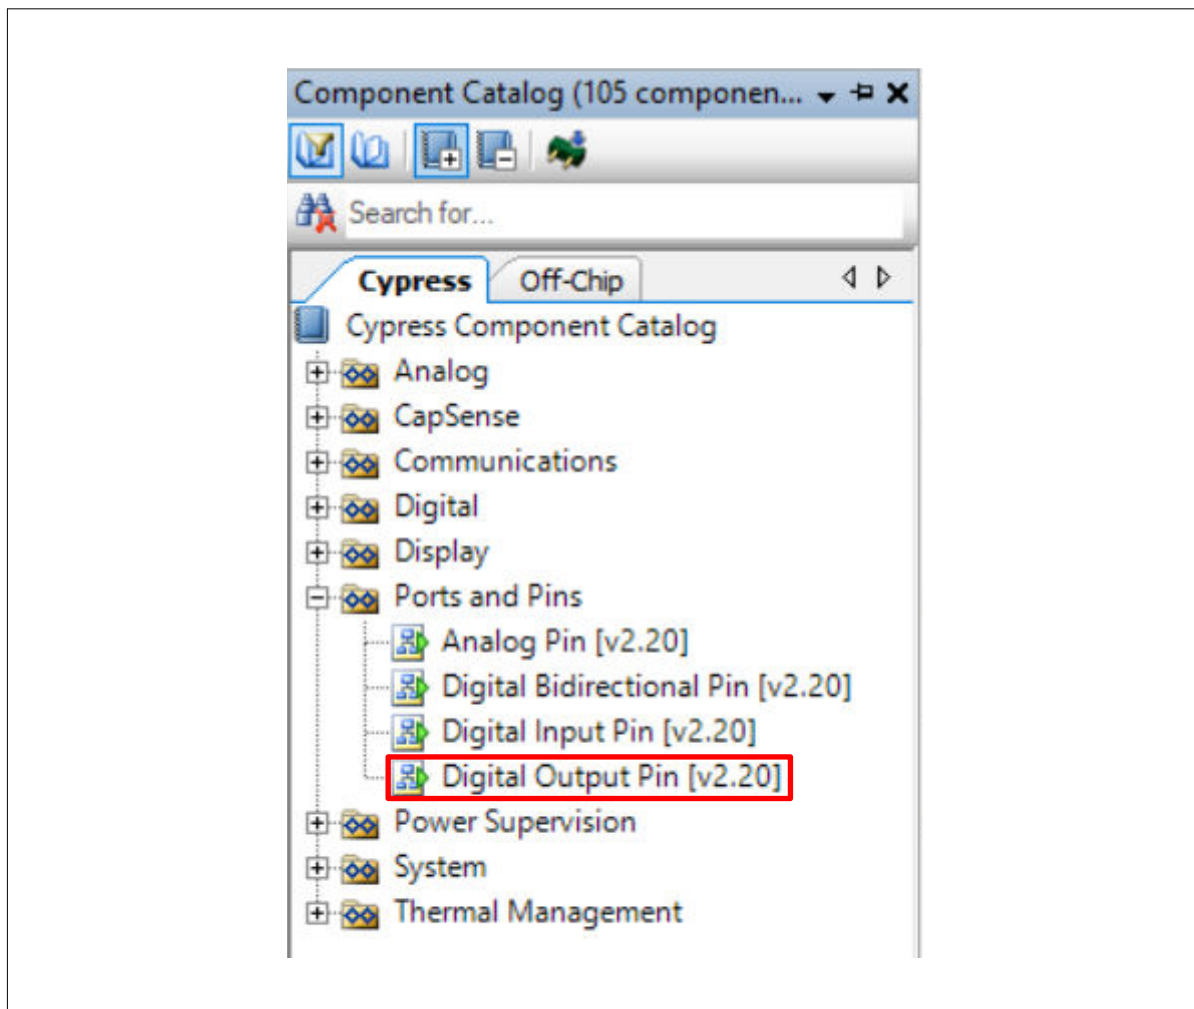 Component Catalog (105 componen...
Search for...
Cypress Off-Chip
Cypress Component Catalog
Analog
CapSense
Communications
Digital
Display
Ports and Pins
Analog Pin [v2.20]
Digital Bidirectional Pin [v2.20]
Digital Input Pin [v2.20]
Digital Output Pin [v2.20]
Power Supervision
System
Thermal Management